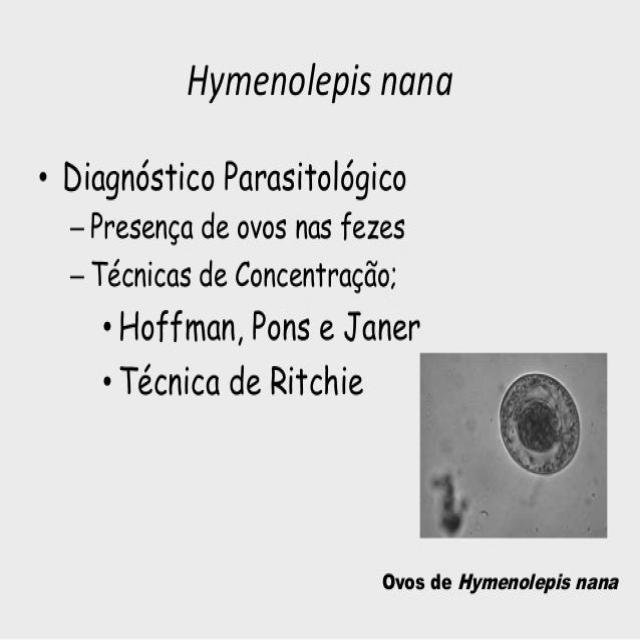 Hymenolepis nana
• Diagnóstico Parasitológico
– Presença de ovos nas fezes
– Técnicas de Concentração;
• Hoffman, Pons e Janer
• Técnica de Ritchie
Ovos de Hymenolepis nana